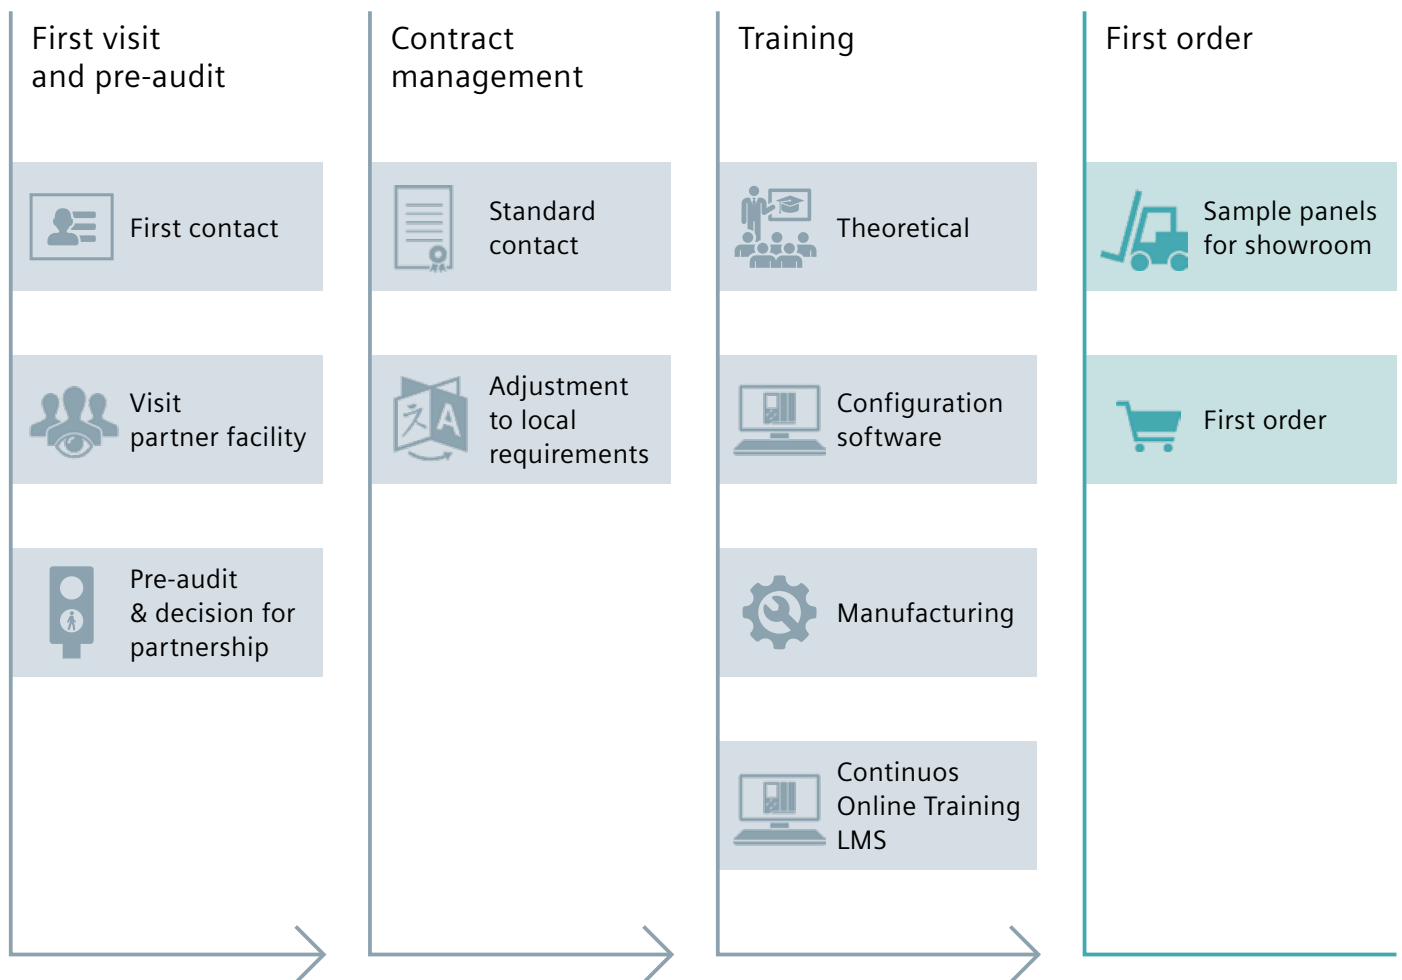 First visit
and pre-audit
First contact
Visit
partner facility
Pre-audit
& decision for
partnership
Contract
management
Standard
contact
Adjustment
to local
requirements
Training
Theoretical
Configuration
software
Manufacturing
Continuos
Online Training
LMS
First order
Sample panels
for showroom
First order